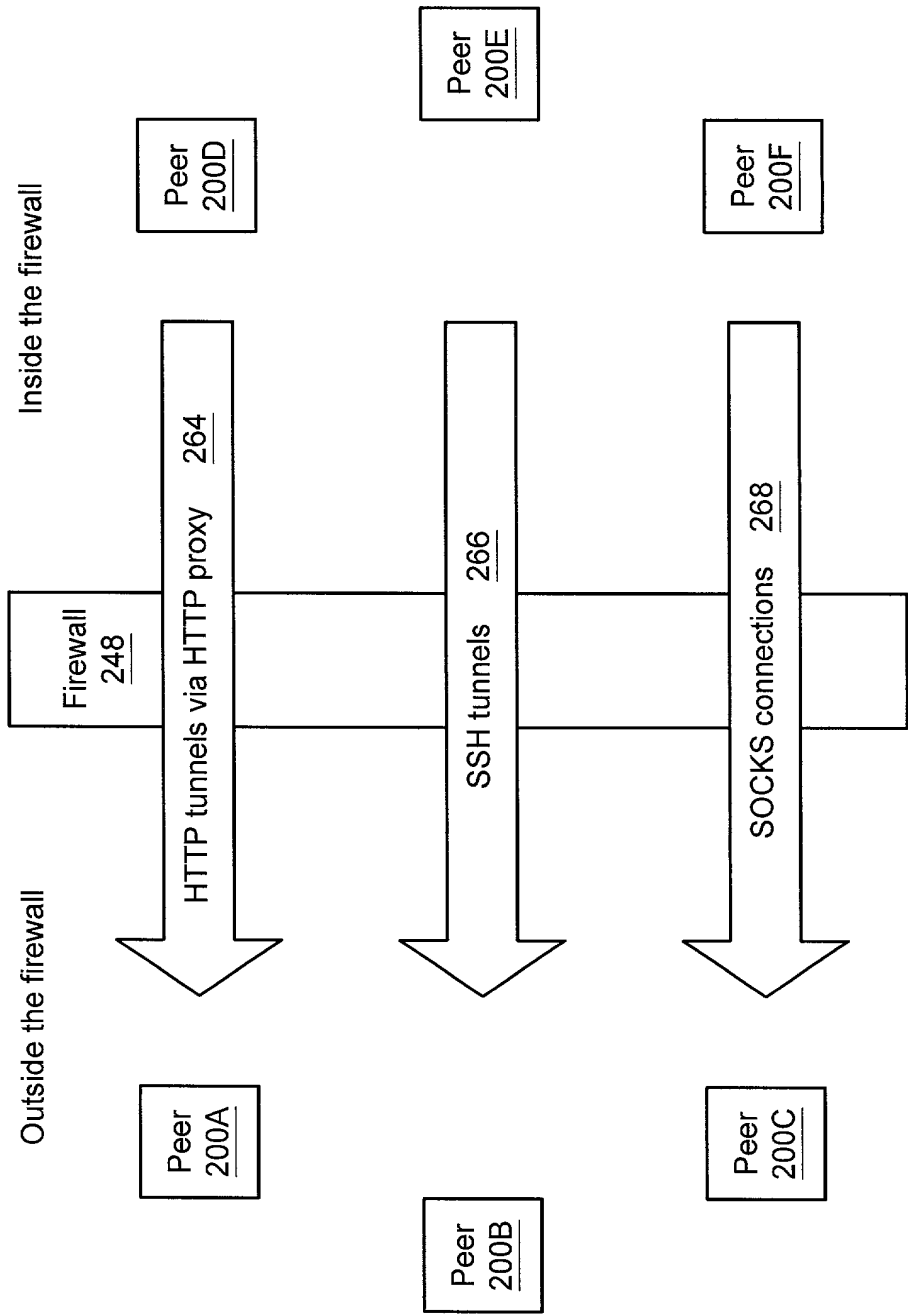 Outside the firewall
Inside the firewall
Firewall
248
Peer
200A
HTTP tunnels via HTTP proxy 264
Peer
200D
Peer
200B
SSH tunnels 266
Peer
200E
Peer
200C
SOCKS connections 268
Peer
200F